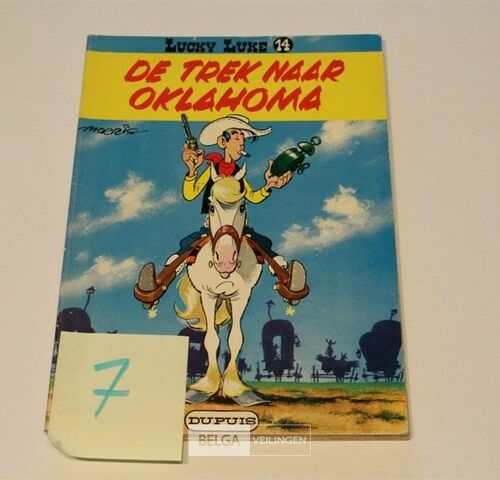 LUCKY LUKE 14
DE TREK NAAR
OKLAHOMA
MORRIS
7
DUPUIS
BELGA VEILINGEN